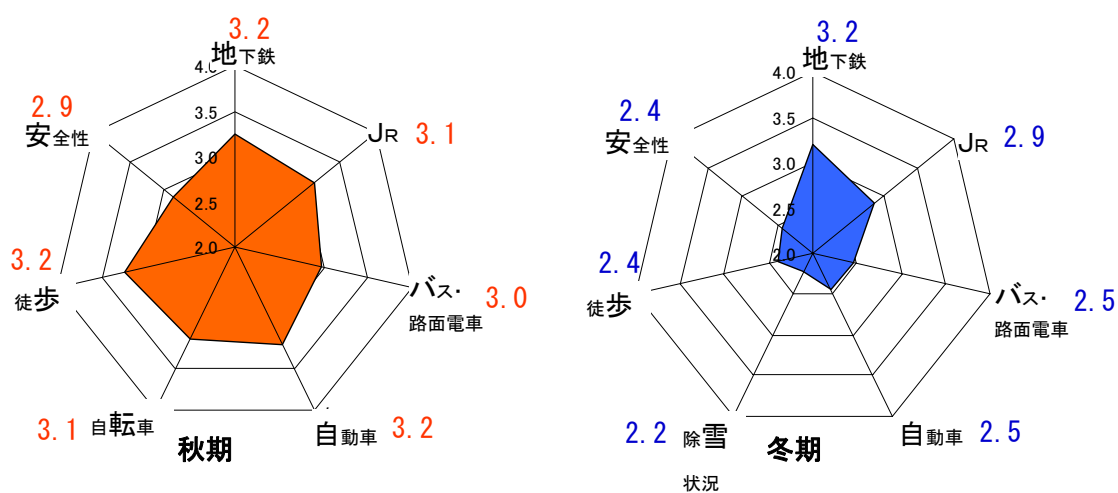 3.2
地下鉄
4.0
3.5
3.0
2.5
2.0
2.9
安全性
JR 3.1
3.2
徒歩
バス・ 3.0
路面電車
3.1 自転車
自動車 3.2
秋期
3.2
地下鉄
4.0
3.5
3.0
2.5
2.0
2.4
安全性
JR 2.9
2.4
徒歩
バス・ 2.5
路面電車
2.2 除雪
状況
自動車 2.5
冬期